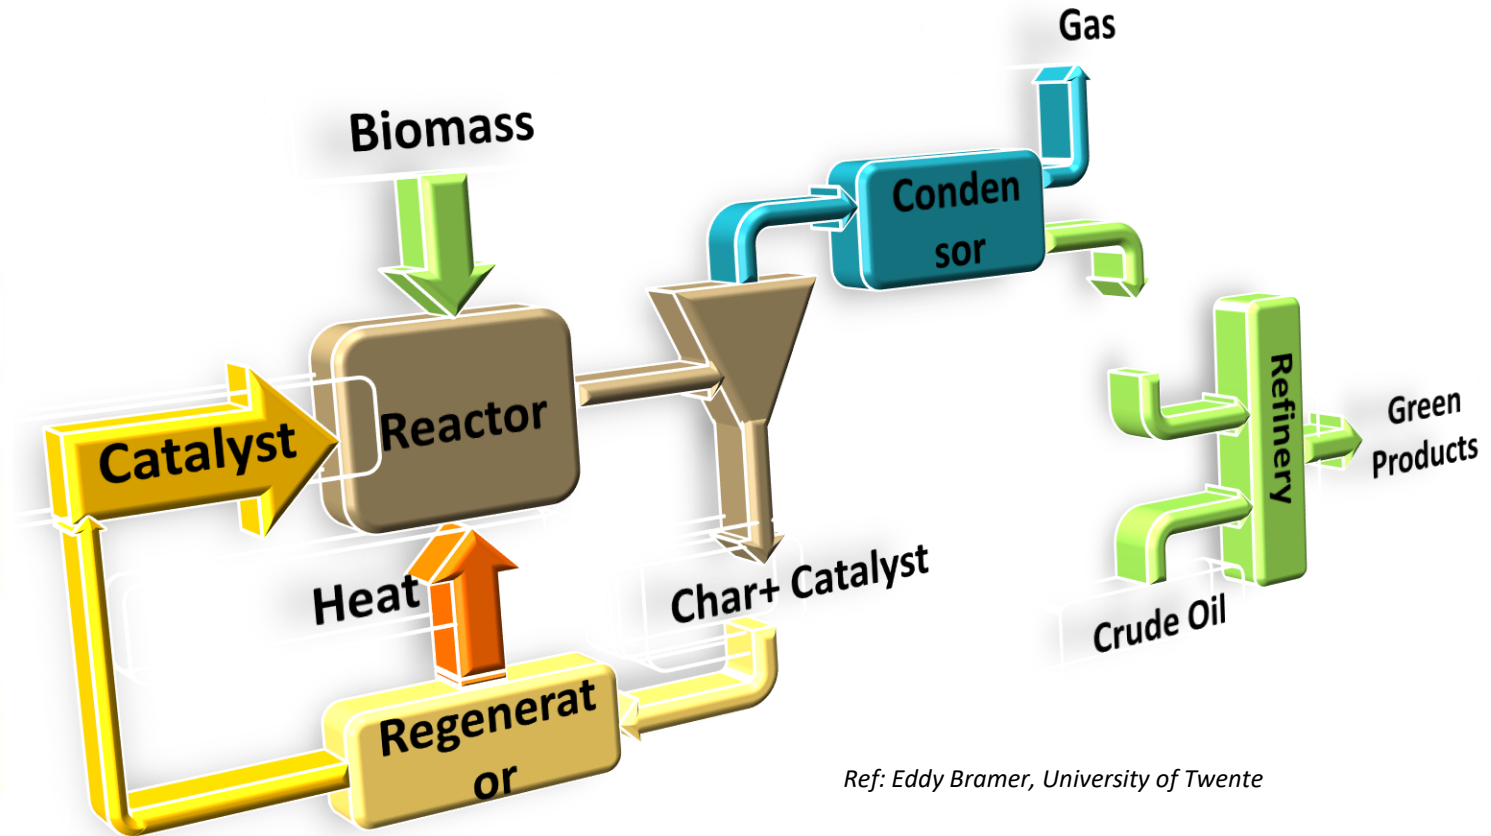 Gas
Biomass
Conden
sor
Reactor
Catalyst
Refinery
Green
Products
Heat
Char+ Catalyst
Crude Oil
Regenerat
or
Ref: Eddy Bramer, University of Twente